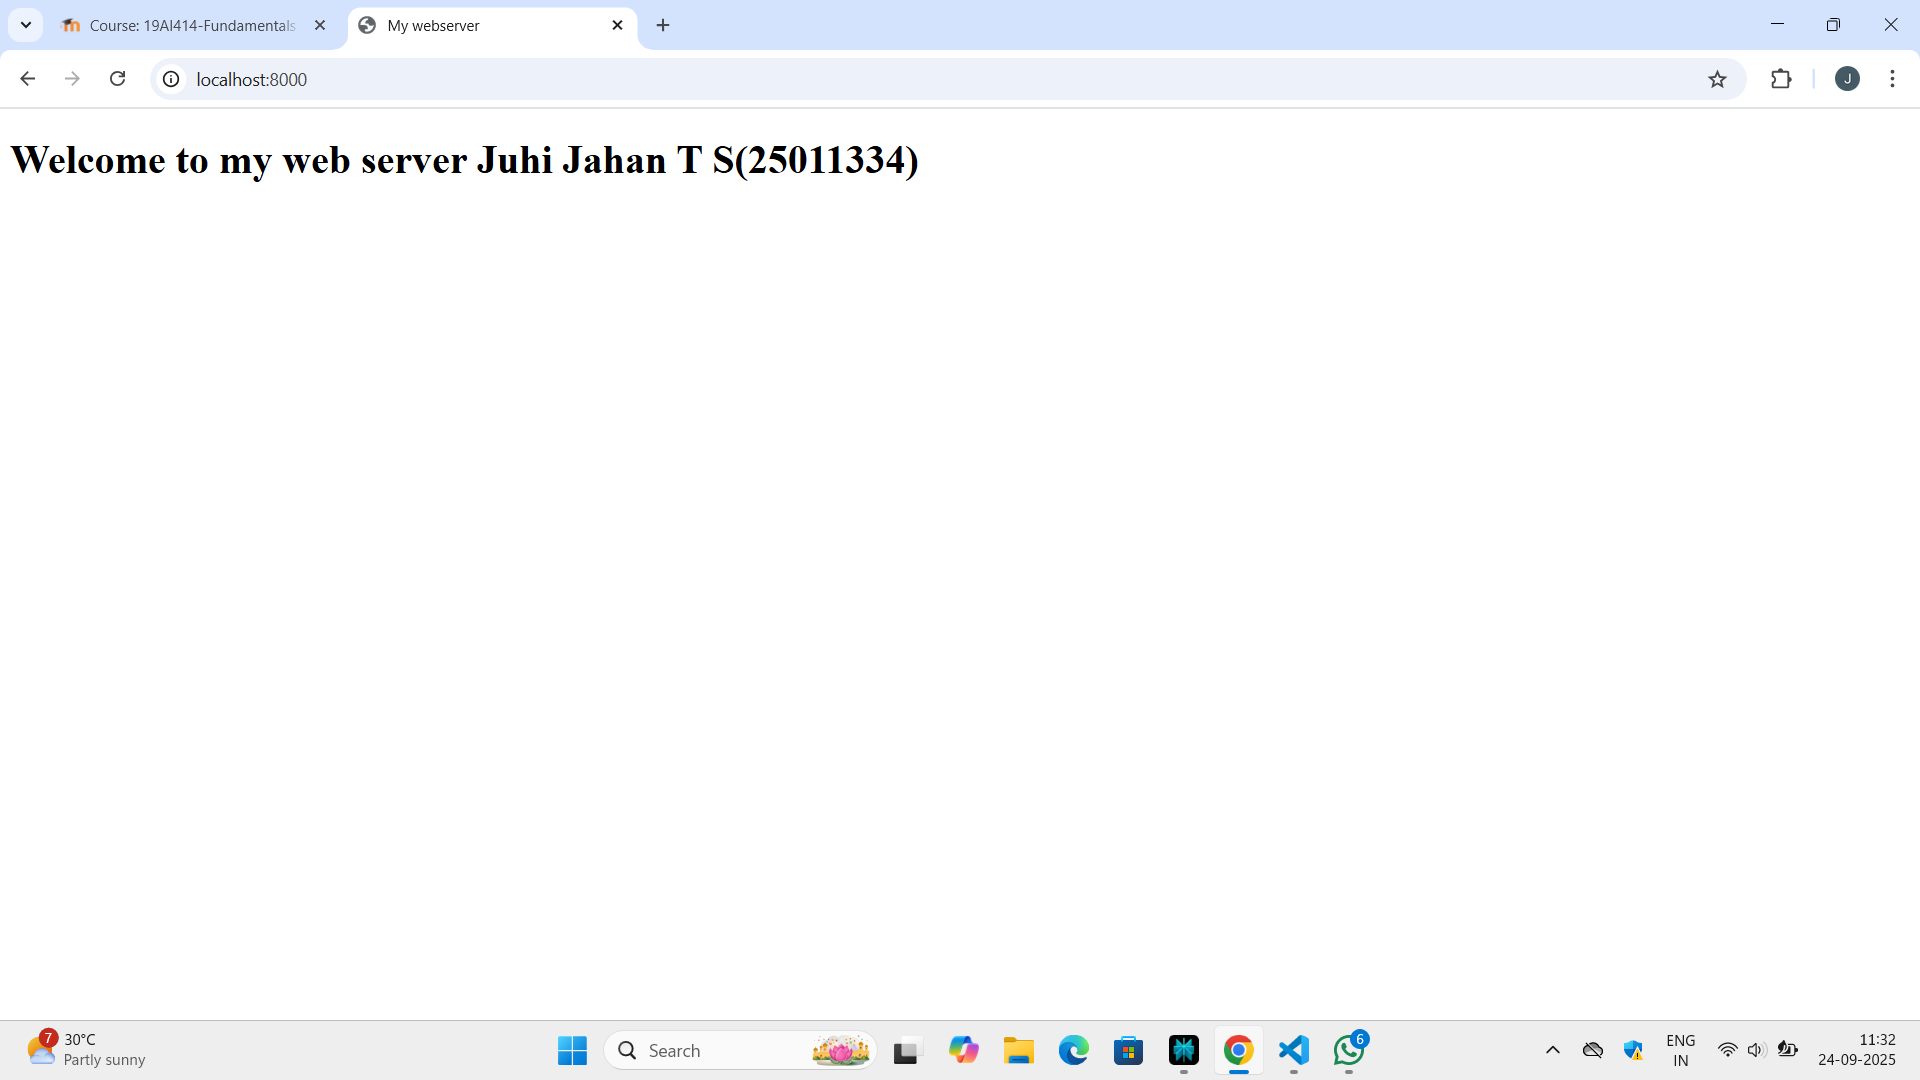 Course: 19AI414-Fundamentals
My webserver
localhost:8000
J
Welcome to my web server Juhi Jahan T S(25011334)
7
30°C
Partly sunny
Search
6
ENG
IN
11:32
24-09-2025